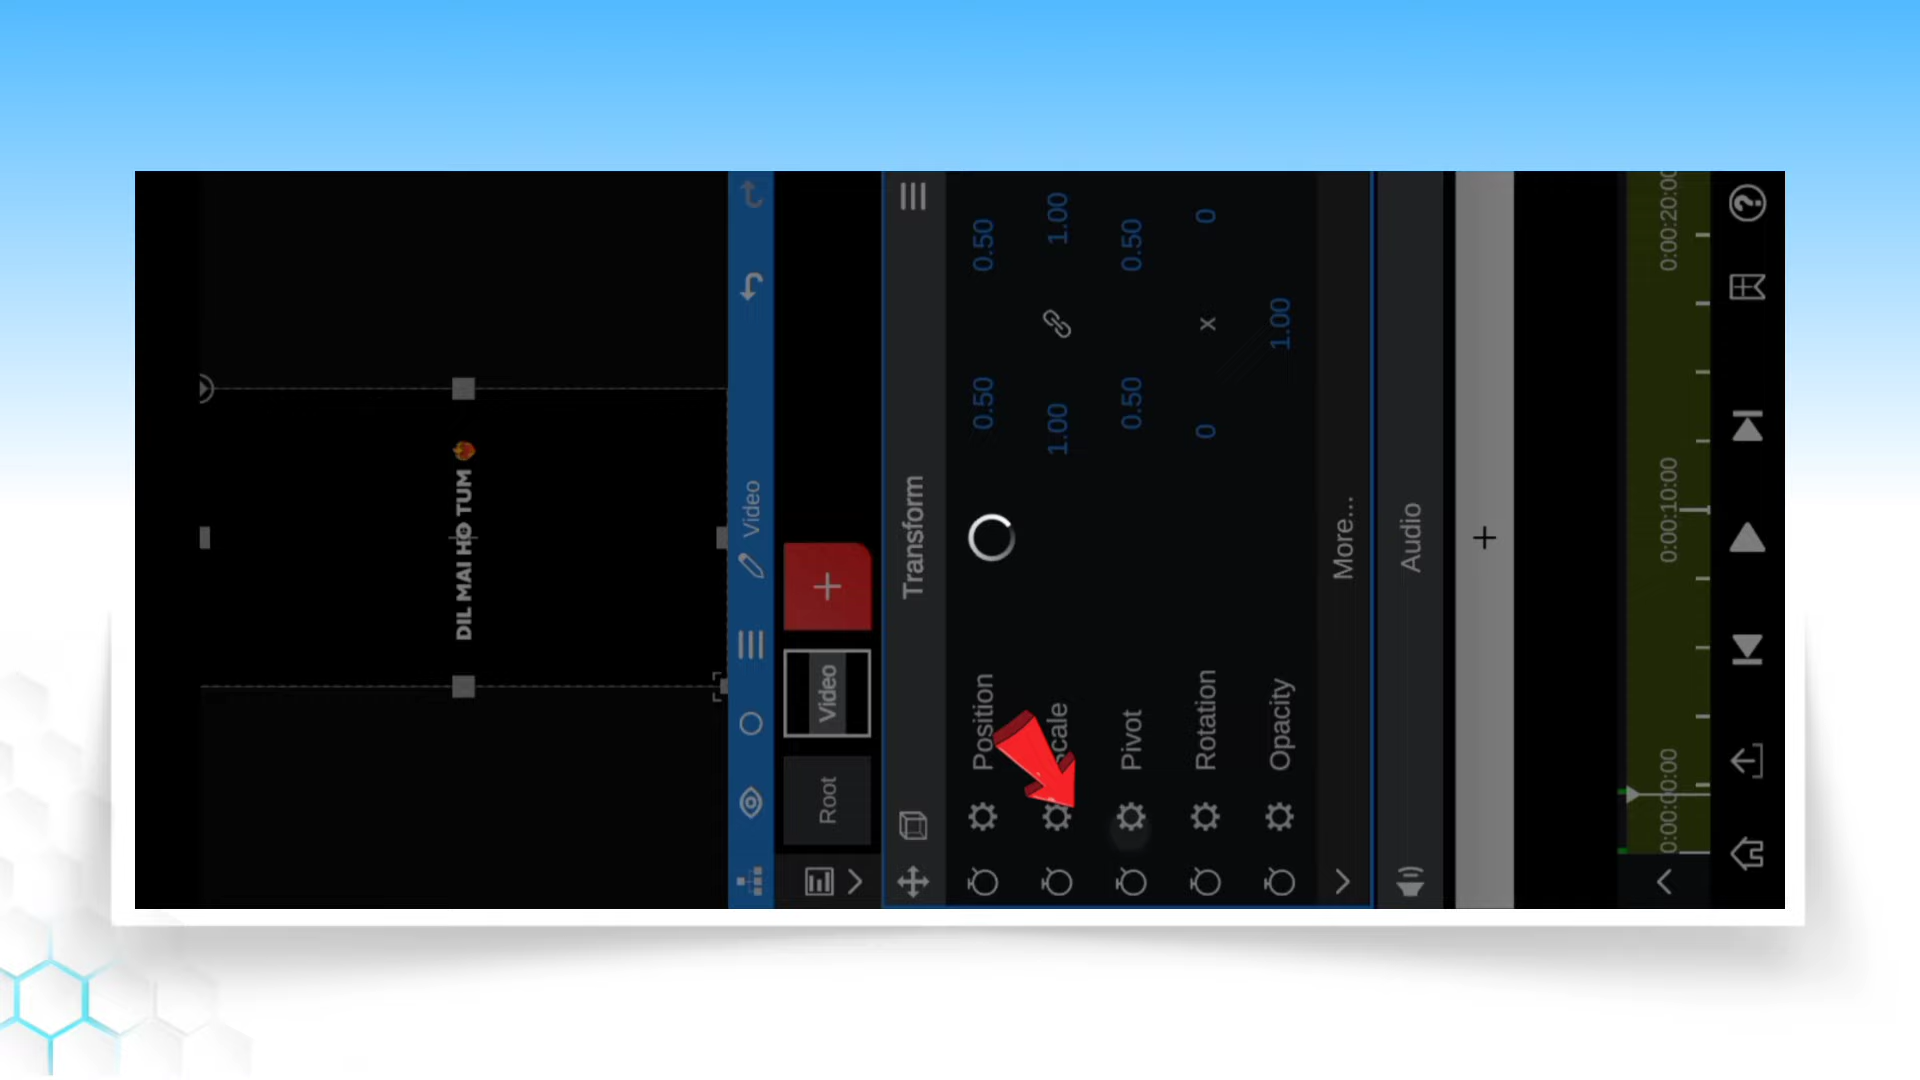 DIL MAI HO TUM
Video
Root
Video
+
Transform
Position
0.50
0.50
Scale
1.00
1.00
Pivot
0.50
0.50
Rotation
0
x
0
Opacity
1.00
More...
Audio
+
0:00:00:00
0:00:10:00
0:00:20:00